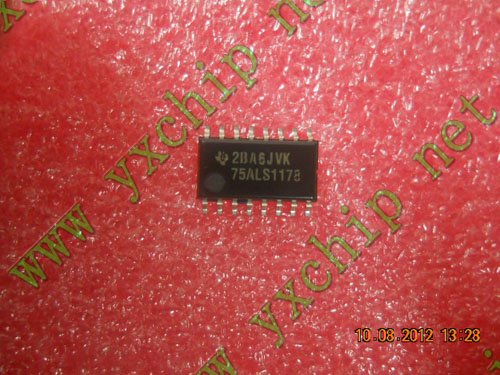 www yxchip net
www yxchip net
2BA6JVK
75ALS1178
10.08.2012 13:28